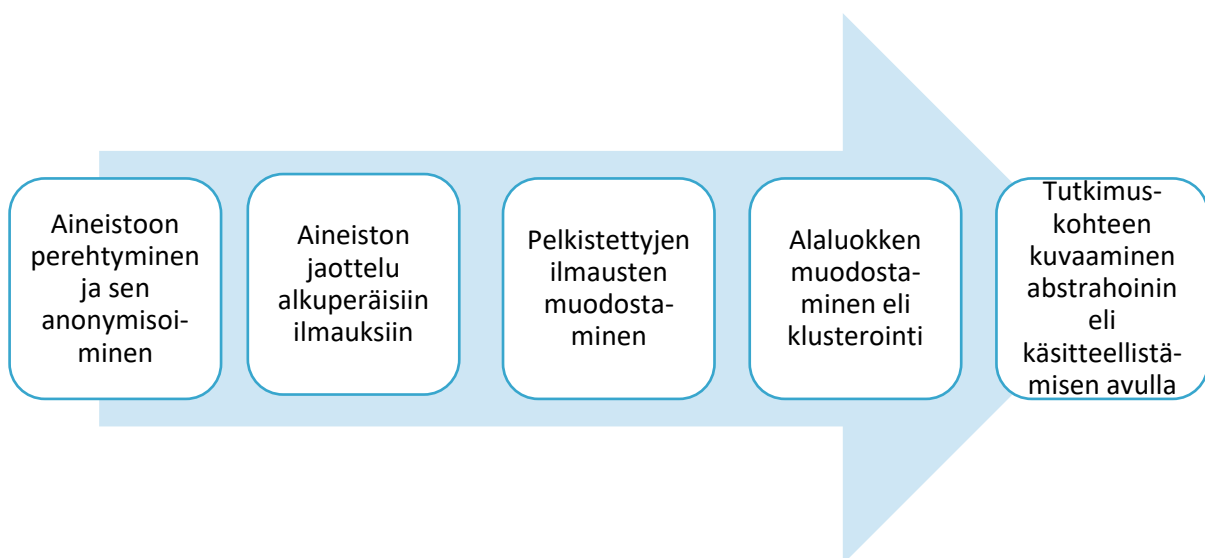 Aineistoon
perehtyminen
ja sen
anonymisoi-
minen
Aineiston
jaottelu
alkuperäisiin
ilmauksiin
Pelkistettyjen
ilmausten
muodosta-
minen
Alaluokken
muodosta-
minen eli
klusterointi
Tutkimus-
kohteen
kuvaaminen
abstrahoinin
eli
käsitteellistä-
misen avulla